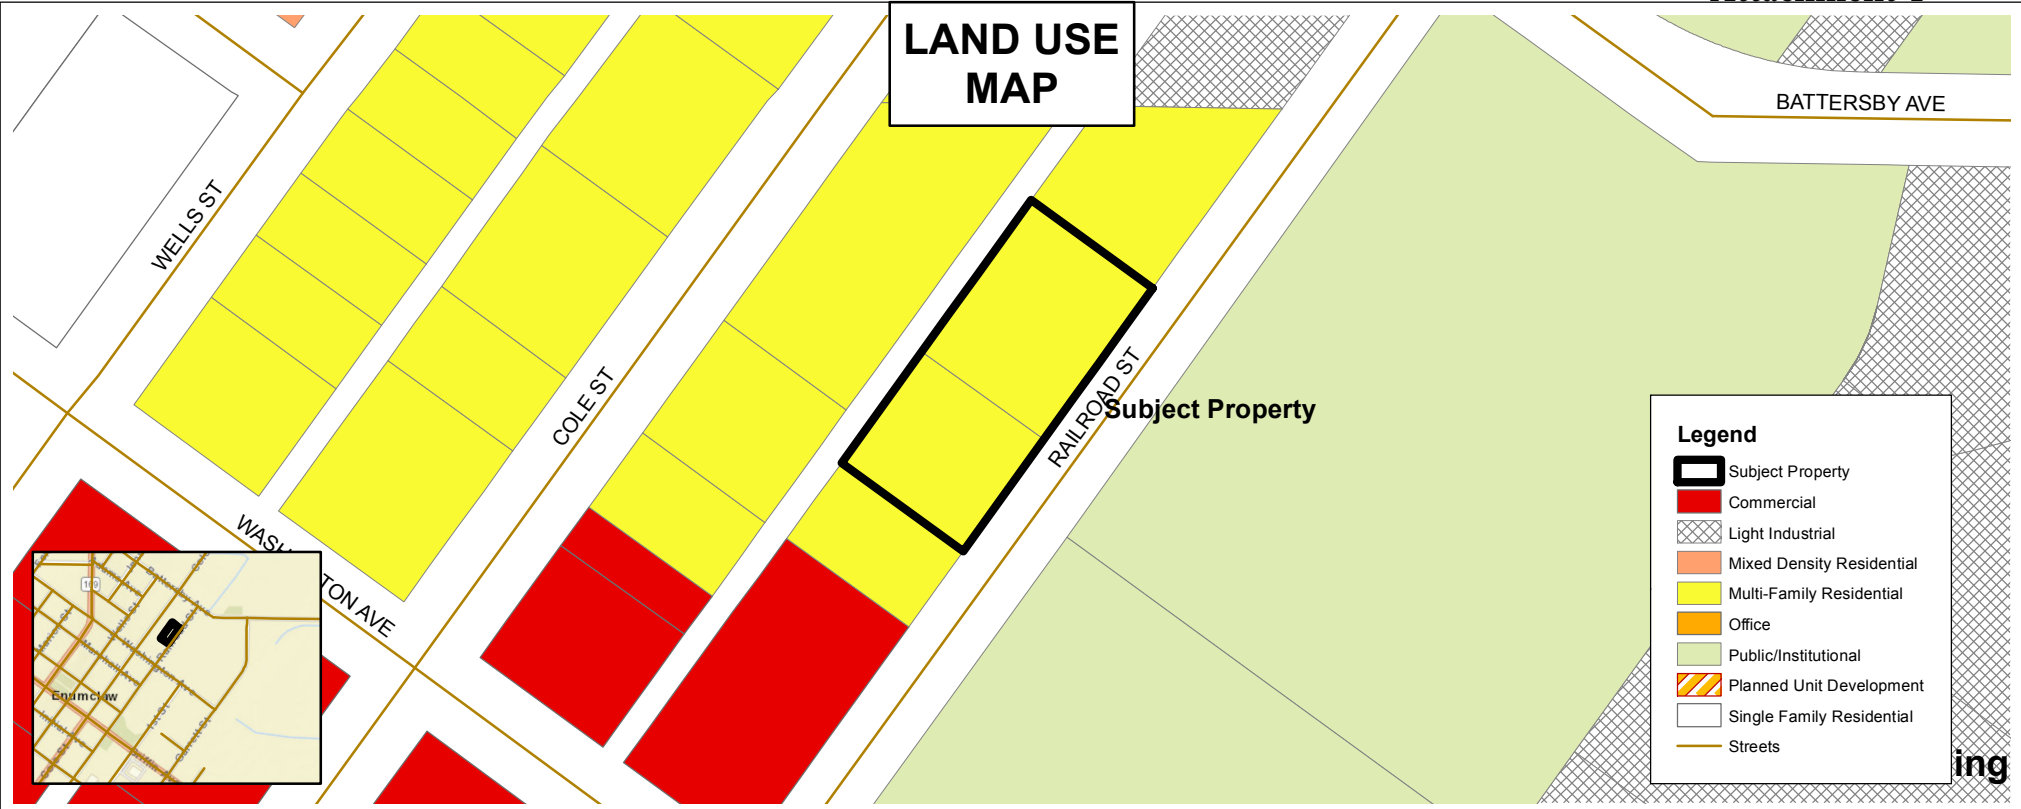 LAND USE
MAP
BATTERSBY AVE
WELLS ST
COLE ST
RAILROAD ST
Subject Property
WASH
TON AVE
Legend
Subject Property
Commercial
Light Industrial
Mixed Density Residential
Multi-Family Residential
Office
Public/Institutional
Planned Unit Development
Single Family Residential
Streets
ing
169
Enumclaw